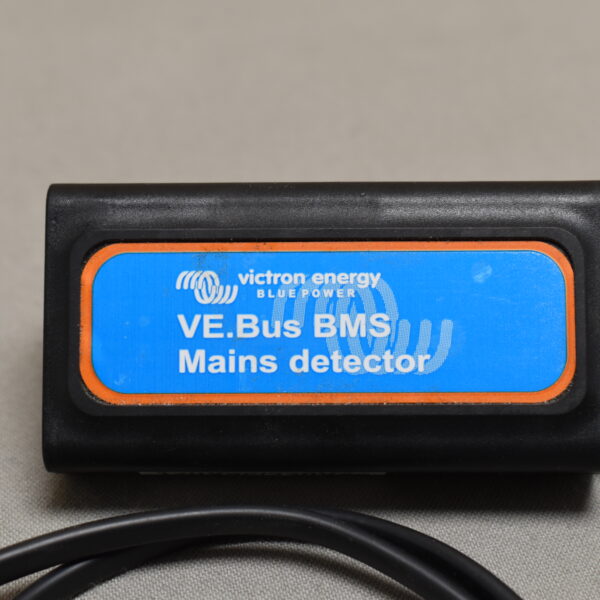 victron energy
BLUE POWER
VE.Bus BMS
Mains detector